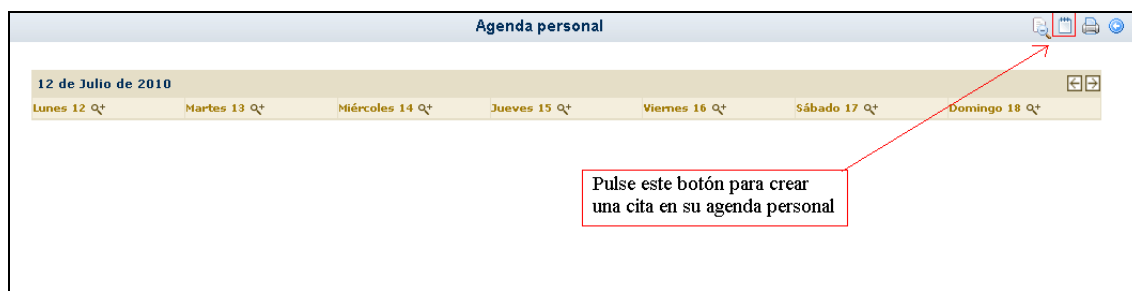 Agenda personal
12 de Julio de 2010
Lunes 12 Martes 13 Miércoles 14 Jueves 15 Viernes 16 Sábado 17 Domingo 18
Pulse este botón para crear
una cita en su agenda personal